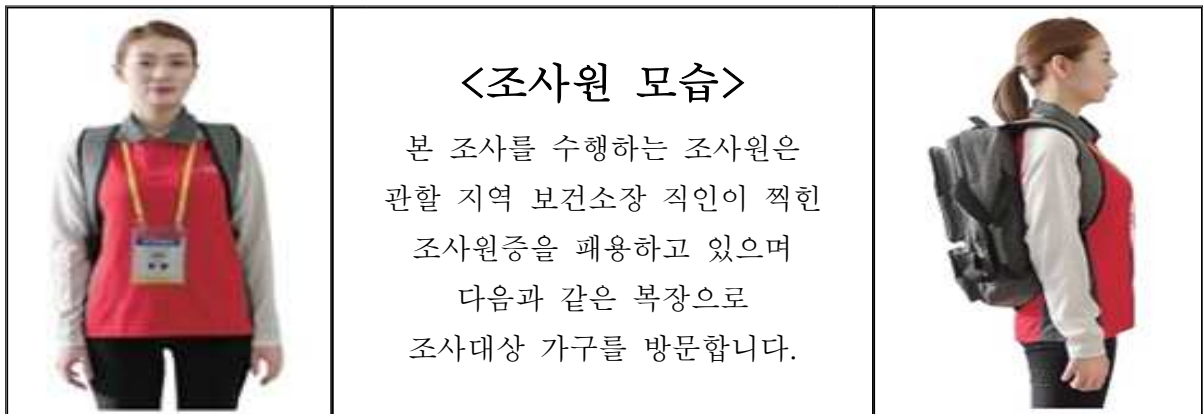 <조사원 모습>
본 조사를 수행하는 조사원은
관할 지역 보건소장 직인이 찍힌
조사원증을 패용하고 있으며
다음과 같은 복장으로
조사대상 가구를 방문합니다.